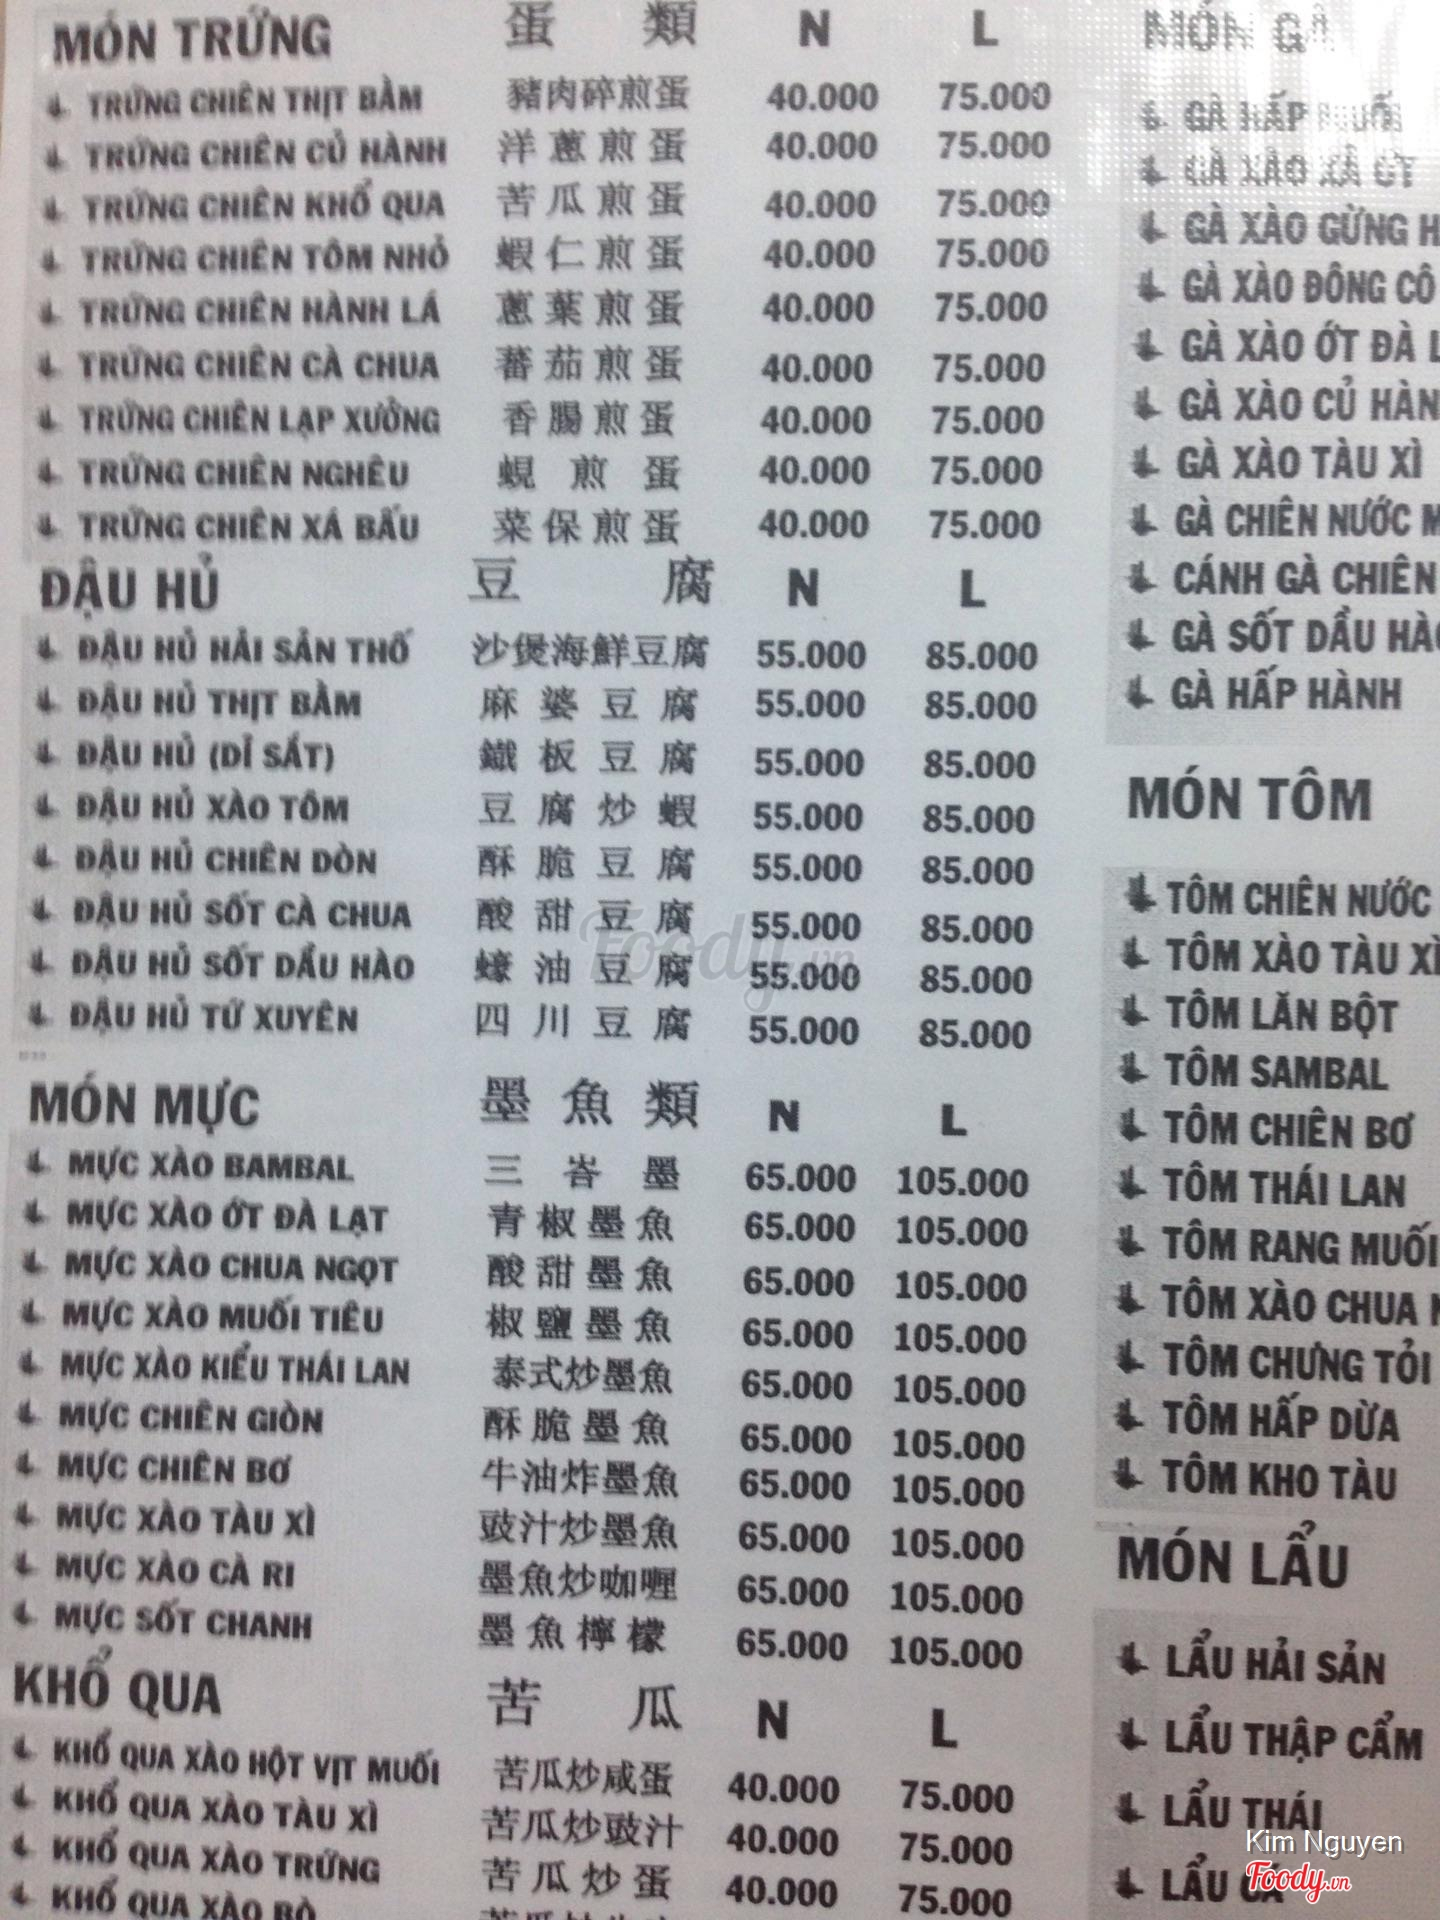 MÓN TRỨNG 蛋 類 N L
TRỨNG CHIÊN THỊT BẰM 豬肉碎煎蛋 40.000 75.000
TRỨNG CHIÊN CỦ HÀNH 洋蔥煎蛋 40.000 75.000
TRỨNG CHIÊN KHỔ QUA 苦瓜煎蛋 40.000 75.000
TRỨNG CHIÊN TÔM NHỎ 蝦仁煎蛋 40.000 75.000
TRỨNG CHIÊN HÀNH LÁ 蔥葉煎蛋 40.000 75.000
TRỨNG CHIÊN CÀ CHUA 蕃茄煎蛋 40.000 75.000
TRỨNG CHIÊN LẠP XƯỞNG 香腸煎蛋 40.000 75.000
TRỨNG CHIÊN NGHÊU 蜆煎蛋 40.000 75.000
TRỨNG CHIÊN XÁ BẤU 菜保煎蛋 40.000 75.000
ĐẬU HỦ 豆 腐 N L
ĐẬU HỦ HẢI SẢN THỐ 沙煲海鮮豆腐 55.000 85.000
ĐẬU HỦ THỊT BẰM 麻婆豆腐 55.000 85.000
ĐẬU HỦ (DỈ SẮT) 鐵板豆腐 55.000 85.000
ĐẬU HỦ XÀO TÔM 豆腐炒蝦 55.000 85.000
ĐẬU HỦ CHIÊN DÒN 酥脆豆腐 55.000 85.000
ĐẬU HỦ SỐT CÀ CHUA 酸甜豆腐 55.000 85.000
ĐẬU HỦ SỐT DẦU HÀO 蠔油豆腐 55.000 85.000
ĐẬU HỦ TỨ XUYÊN 四川豆腐 55.000 85.000
MÓN MỰC 墨 魚 類 N L
MỰC XÀO BAMBAL 三峇墨 65.000 105.000
MỰC XÀO ỚT ĐÀ LẠT 青椒墨魚 65.000 105.000
MỰC XÀO CHUA NGỌT 酸甜墨魚 65.000 105.000
MỰC XÀO MUỐI TIÊU 椒鹽墨魚 65.000 105.000
MỰC XÀO KIỂU THÁI LAN 泰式炒墨魚 65.000 105.000
MỰC CHIÊN GIÒN 酥脆墨魚 65.000 105.000
MỰC CHIÊN BƠ 牛油炸墨魚 65.000 105.000
MỰC XÀO TÀU XÌ 豉汁炒墨魚 65.000 105.000
MỰC XÀO CÀ RI 墨魚炒咖喱 65.000 105.000
MỰC SỐT CHANH 墨魚檸檬 65.000 105.000
KHỔ QUA 苦 瓜 N L
KHỔ QUA XÀO HỘT VỊT MUỐI 苦瓜炒咸蛋 40.000 75.000
KHỔ QUA XÀO TÀU XÌ 苦瓜炒豉汁 40.000 75.000
KHỔ QUA XÀO TRỨNG 苦瓜炒蛋 40.000 75.000
KHỔ QUA XÀO BÒ
MÓN GÀ
GÀ HẤP MUỐI
GÀ XÀO XẢ ỚT
GÀ XÀO GỪNG H
GÀ XÀO ĐÔNG CÔ
GÀ XÀO ỚT ĐÀ L
GÀ XÀO CỦ HÀN
GÀ XÀO TÀU XÌ
GÀ CHIÊN NƯỚC M
CÁNH GÀ CHIÊN
GÀ SỐT DẦU HÀO
GÀ HẤP HÀNH
MÓN TÔM
TÔM CHIÊN NƯỚC
TÔM XÀO TÀU XÌ
TÔM LĂN BỘT
TÔM SAMBAL
TÔM CHIÊN BƠ
TÔM THÁI LAN
TÔM RANG MUỐI
TÔM XÀO CHUA N
TÔM CHƯNG TỎI
TÔM HẤP DỪA
TÔM KHO TÀU
MÓN LẨU
LẨU HẢI SẢN
LẨU THẬP CẨM
LẨU THÁI
LẨU CÁ
Foody.vn
Kim Nguyen
Foody.vn